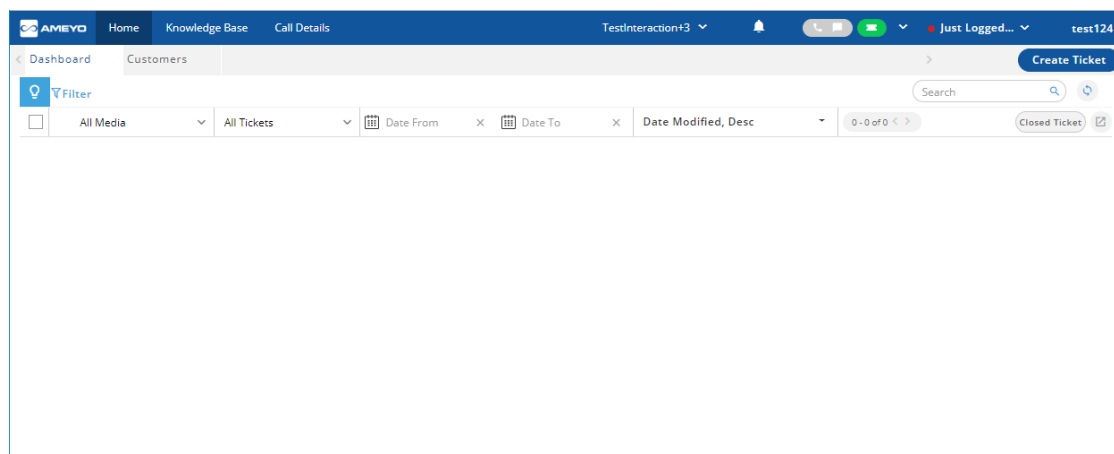 AMEYO Home Knowledge Base Call Details TestInteraction+3 Just Logged... test124
Dashboard Customers Create Ticket
Filter Search
All Media All Tickets Date From Date To Date Modified, Desc 0 - 0 of 0 Closed Ticket